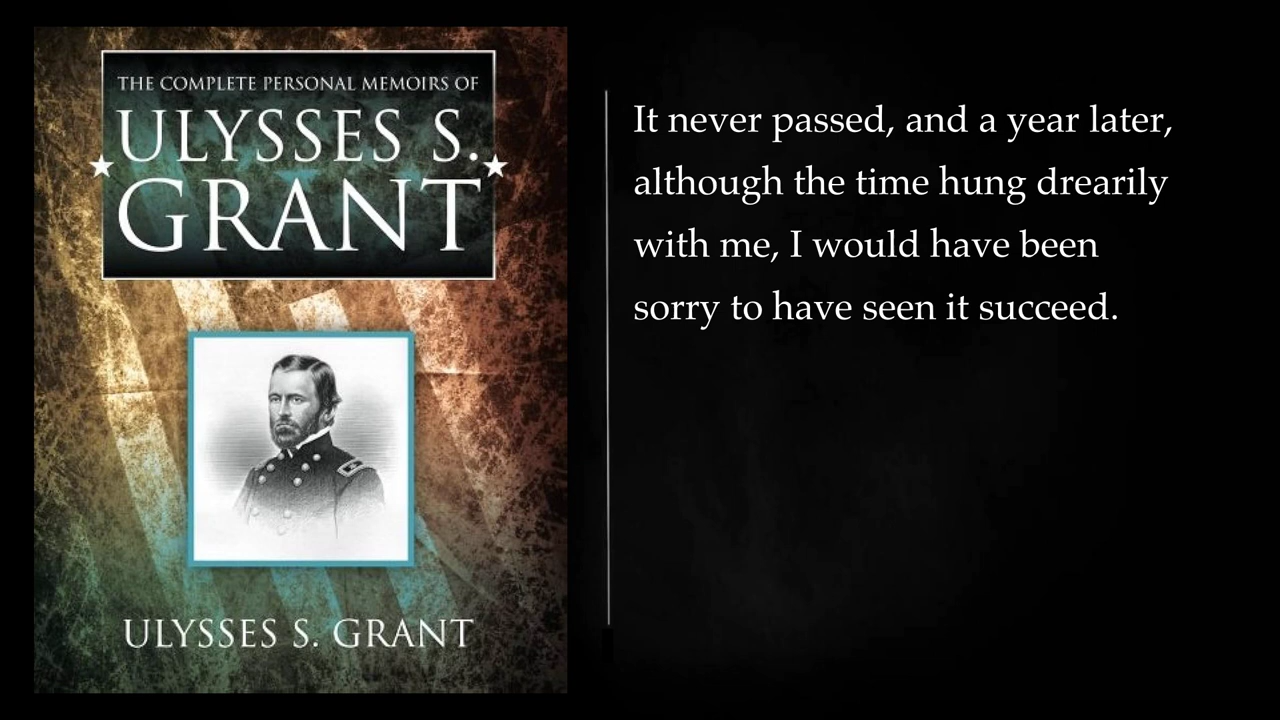 THE COMPLETE PERSONAL MEMOIRS OF
ULYSSES S.
GRANT
ULYSSES S. GRANT
It never passed, and a year later,
although the time hung drearily
with me, I would have been
sorry to have seen it succeed.